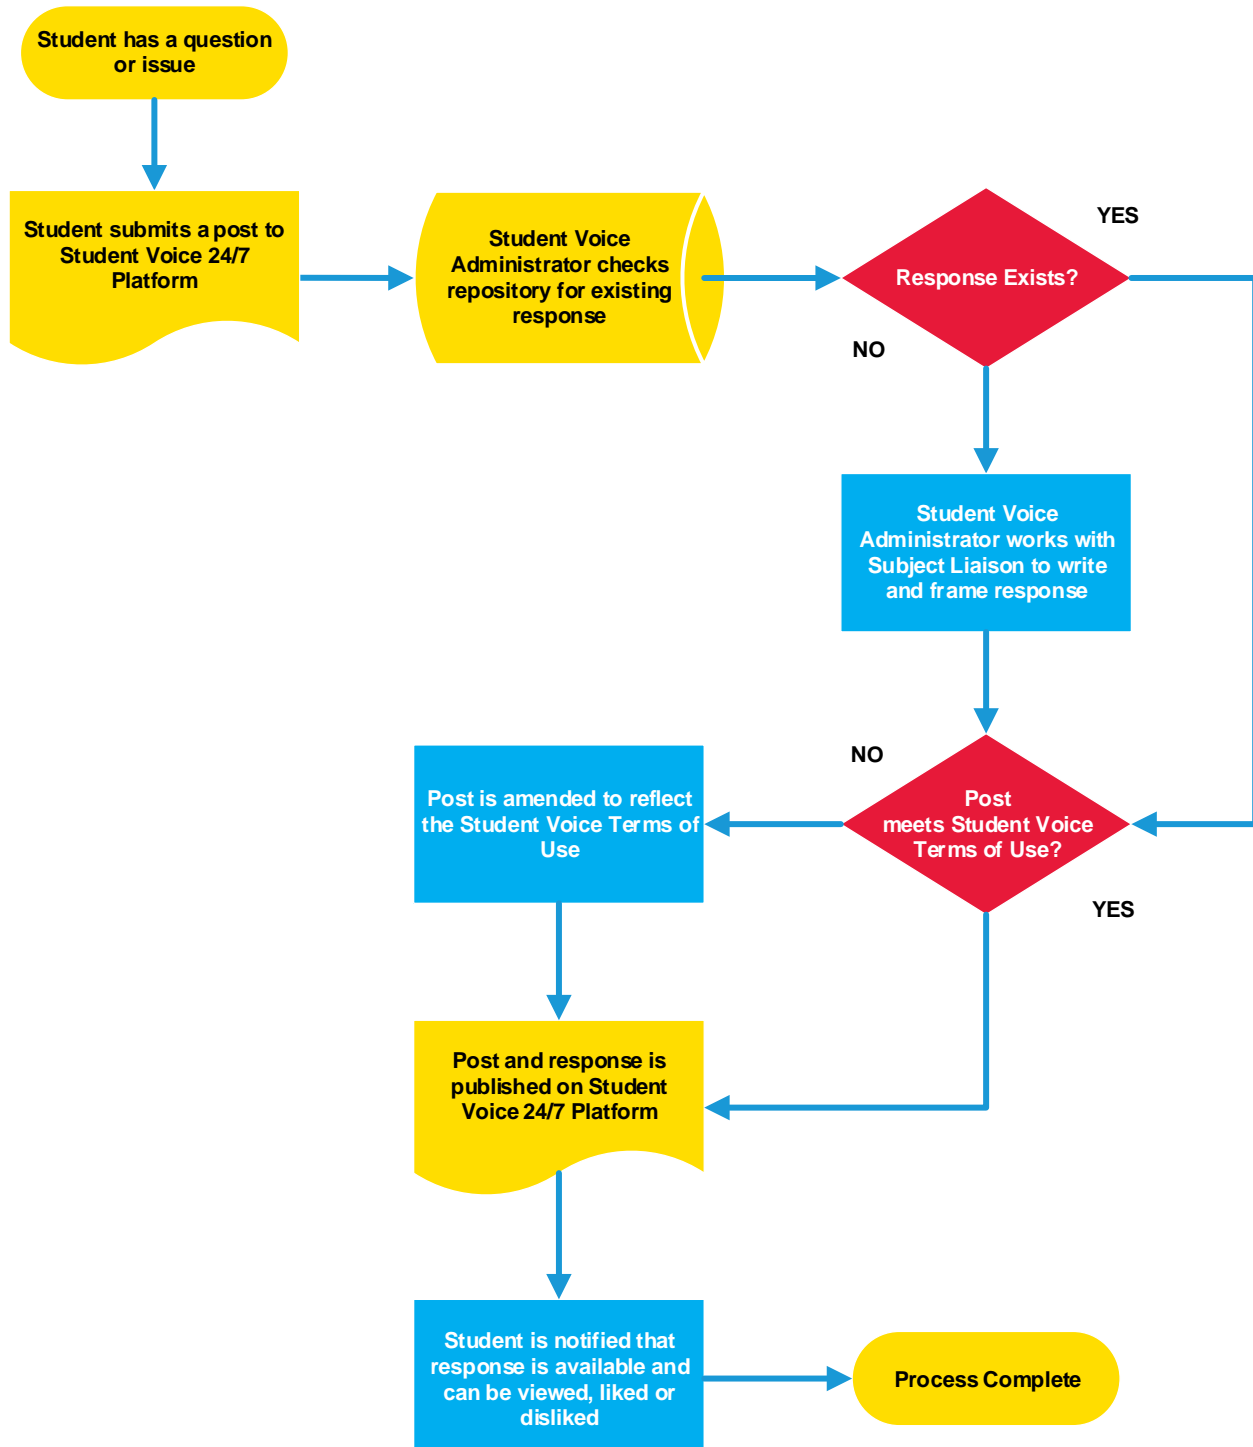 Student has a question
or issue
Student submits a post to
Student Voice 24/7
Platform
Student Voice
Administrator checks
repository for existing
response
Response Exists?
YES
NO
Student Voice
Administrator works with
Subject Liaison to write
and frame response
NO
Post
meets Student Voice
Terms of Use?
YES
Post is amended to reflect
the Student Voice Terms of
Use
Post and response is
published on Student
Voice 24/7 Platform
Student is notified that
response is available and
can be viewed, liked or
disliked
Process Complete